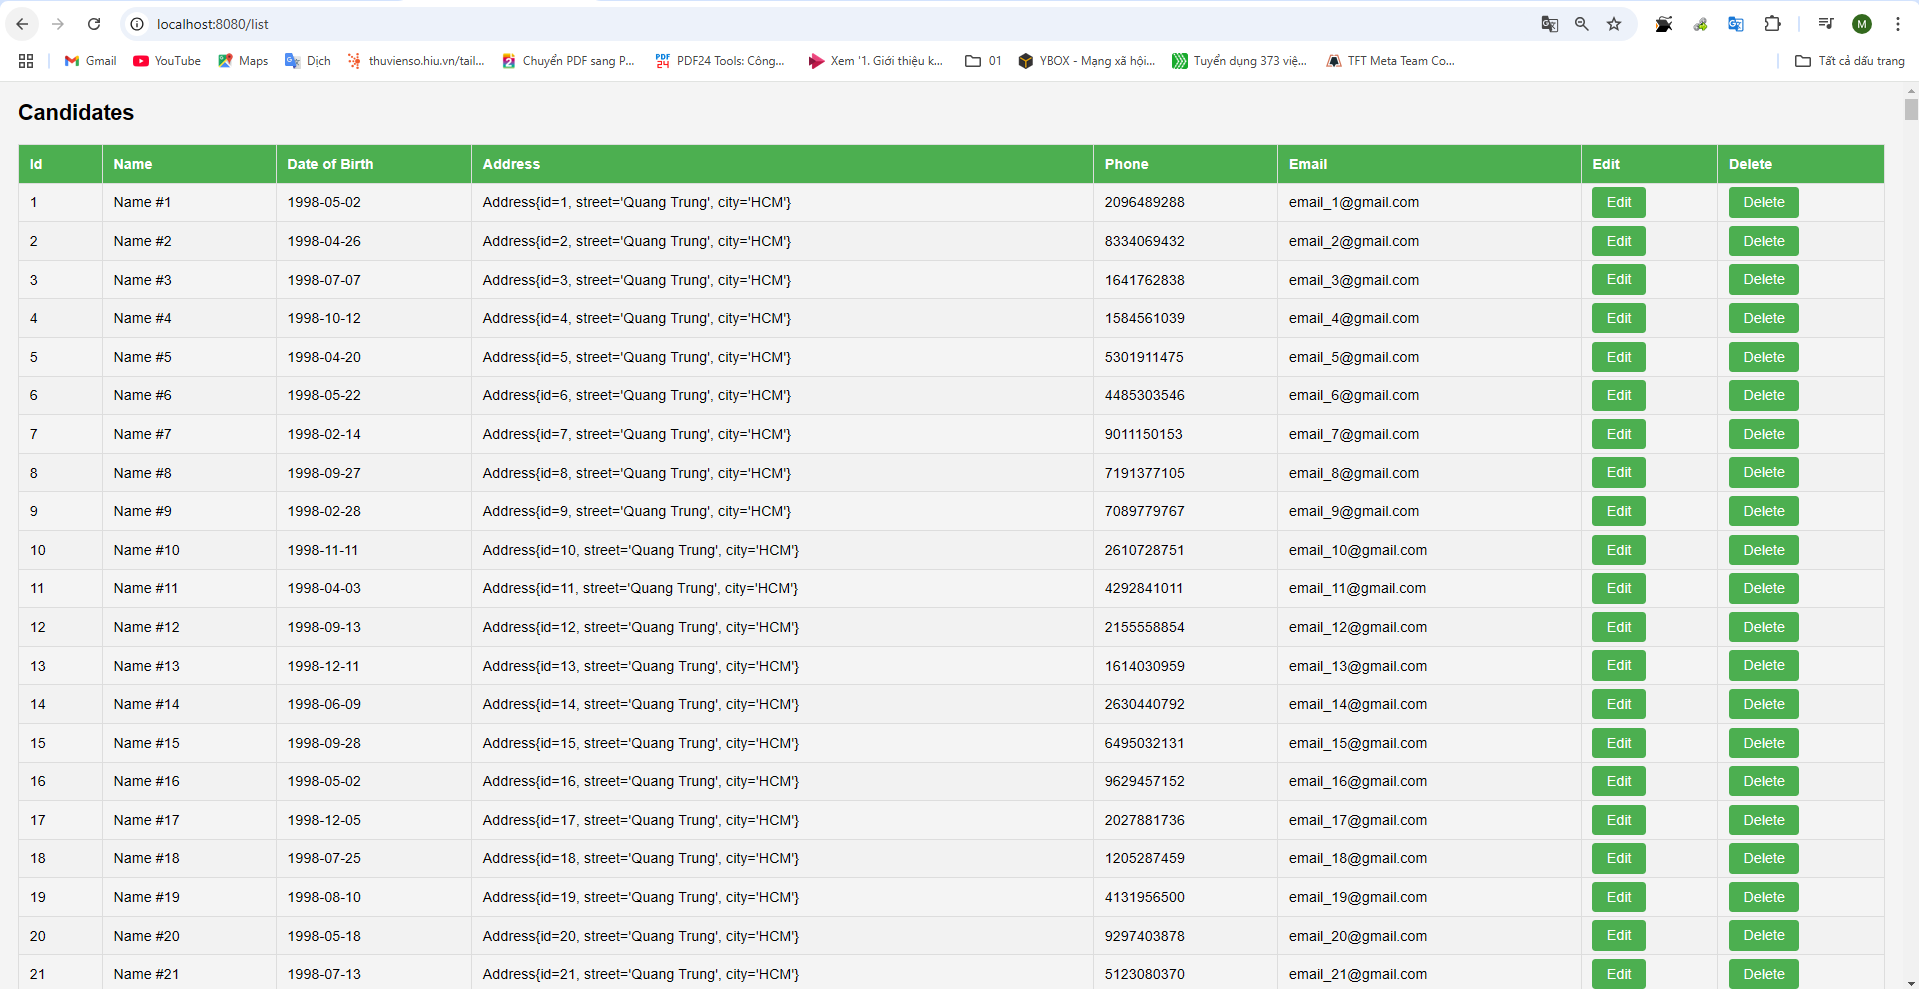 localhost:8080/list
M
Gmail YouTube Maps Dịch thuvienso.hiu.vn/tail... Chuyển PDF sang P... PDF24 Tools: Công... Xem '1. Giới thiệu k... 01 YBOX - Mạng xã hội... Tuyển dụng 373 việ... TFT Meta Team Co... Tất cả dấu trang
Candidates
Id Name Date of Birth Address Phone Email Edit Delete
1 Name #1 1998-05-02 Address{id=1, street='Quang Trung', city='HCM'} 2096489288 email_1@gmail.com Edit Delete
2 Name #2 1998-04-26 Address{id=2, street='Quang Trung', city='HCM'} 8334069432 email_2@gmail.com Edit Delete
3 Name #3 1998-07-07 Address{id=3, street='Quang Trung', city='HCM'} 1641762838 email_3@gmail.com Edit Delete
4 Name #4 1998-10-12 Address{id=4, street='Quang Trung', city='HCM'} 1584561039 email_4@gmail.com Edit Delete
5 Name #5 1998-04-20 Address{id=5, street='Quang Trung', city='HCM'} 5301911475 email_5@gmail.com Edit Delete
6 Name #6 1998-05-22 Address{id=6, street='Quang Trung', city='HCM'} 4485303546 email_6@gmail.com Edit Delete
7 Name #7 1998-02-14 Address{id=7, street='Quang Trung', city='HCM'} 9011150153 email_7@gmail.com Edit Delete
8 Name #8 1998-09-27 Address{id=8, street='Quang Trung', city='HCM'} 7191377105 email_8@gmail.com Edit Delete
9 Name #9 1998-02-28 Address{id=9, street='Quang Trung', city='HCM'} 7089779767 email_9@gmail.com Edit Delete
10 Name #10 1998-11-11 Address{id=10, street='Quang Trung', city='HCM'} 2610728751 email_10@gmail.com Edit Delete
11 Name #11 1998-04-03 Address{id=11, street='Quang Trung', city='HCM'} 4292841011 email_11@gmail.com Edit Delete
12 Name #12 1998-09-13 Address{id=12, street='Quang Trung', city='HCM'} 2155558854 email_12@gmail.com Edit Delete
13 Name #13 1998-12-11 Address{id=13, street='Quang Trung', city='HCM'} 1614030959 email_13@gmail.com Edit Delete
14 Name #14 1998-06-09 Address{id=14, street='Quang Trung', city='HCM'} 2630440792 email_14@gmail.com Edit Delete
15 Name #15 1998-09-28 Address{id=15, street='Quang Trung', city='HCM'} 6495032131 email_15@gmail.com Edit Delete
16 Name #16 1998-05-02 Address{id=16, street='Quang Trung', city='HCM'} 9629457152 email_16@gmail.com Edit Delete
17 Name #17 1998-12-05 Address{id=17, street='Quang Trung', city='HCM'} 2027881736 email_17@gmail.com Edit Delete
18 Name #18 1998-07-25 Address{id=18, street='Quang Trung', city='HCM'} 1205287459 email_18@gmail.com Edit Delete
19 Name #19 1998-08-10 Address{id=19, street='Quang Trung', city='HCM'} 4131956500 email_19@gmail.com Edit Delete
20 Name #20 1998-05-18 Address{id=20, street='Quang Trung', city='HCM'} 9297403878 email_20@gmail.com Edit Delete
21 Name #21 1998-07-13 Address{id=21, street='Quang Trung', city='HCM'} 5123080370 email_21@gmail.com Edit Delete